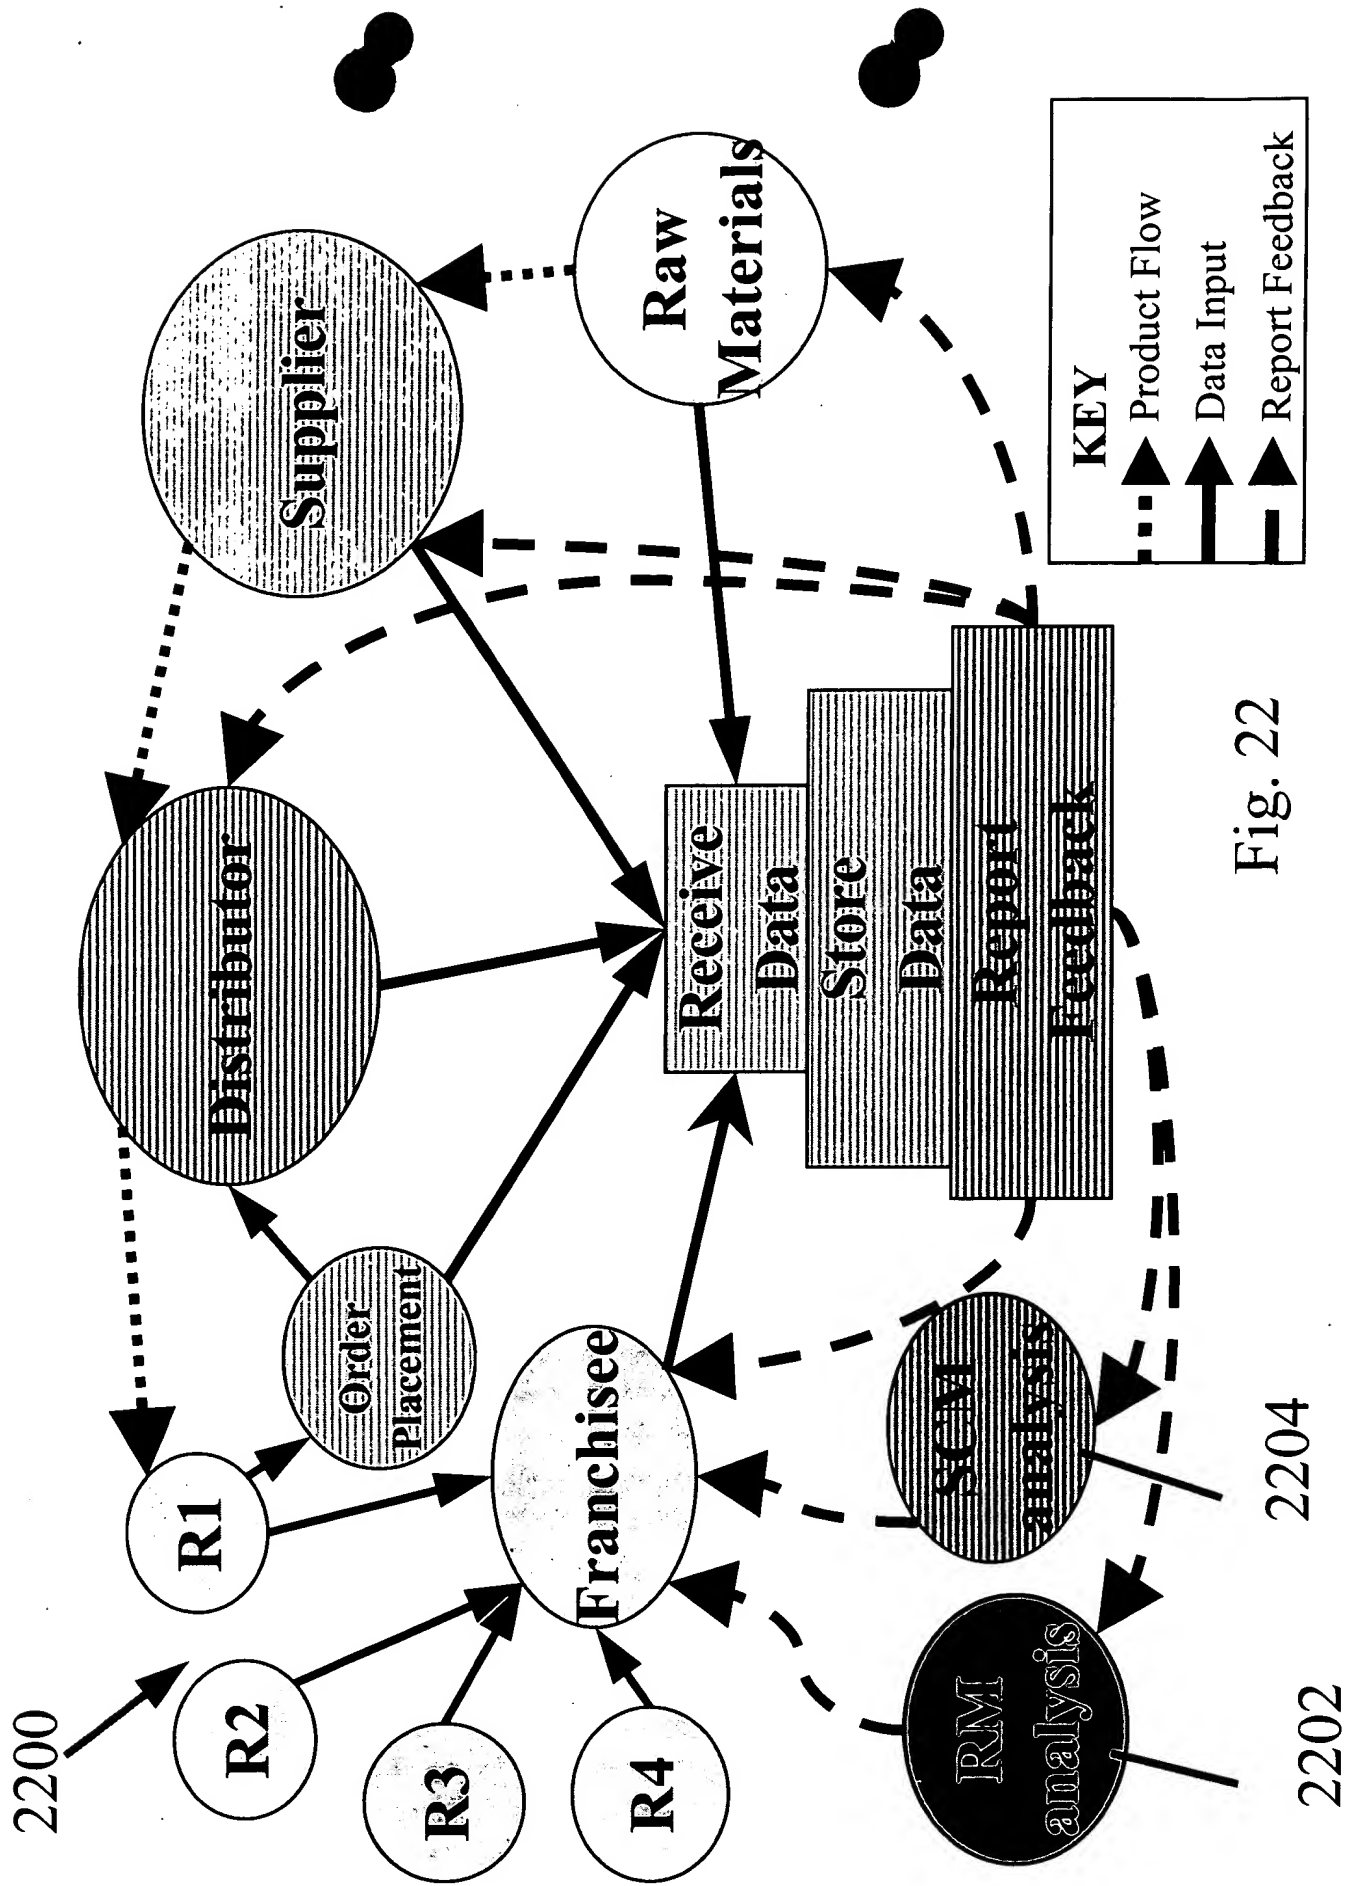 2200
R1
R2
R3
R4
Order
Placement
Distributor
Supplier
Franchisee
Receive
Data
Store
Data
Report
Feedback
Raw
Materials
RM
analysis
SCM
analysis
2202
2204
KEY
Product Flow
Data Input
Report Feedback
Fig. 22